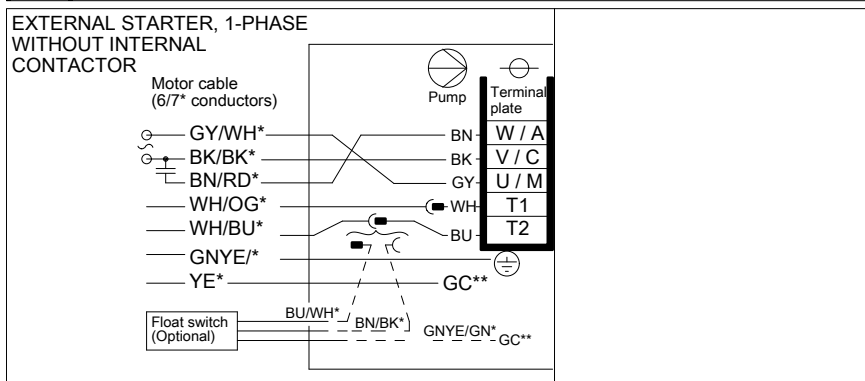 EXTERNAL STARTER, 1-PHASE
WITHOUT INTERNAL
CONTACTOR
Motor cable
(6/7* conductors)
Pump
Terminal
plate
GY/WH*
BN
W / A
BK/BK*
BK
V / C
BN/RD*
GY
U / M
WH/OG*
WH
T1
WH/BU*
BU
T2
GNYE/*
YE*
GC**
Float switch
(Optional)
BU/WH*
BN/BK*
GNYE/GN*
GC**